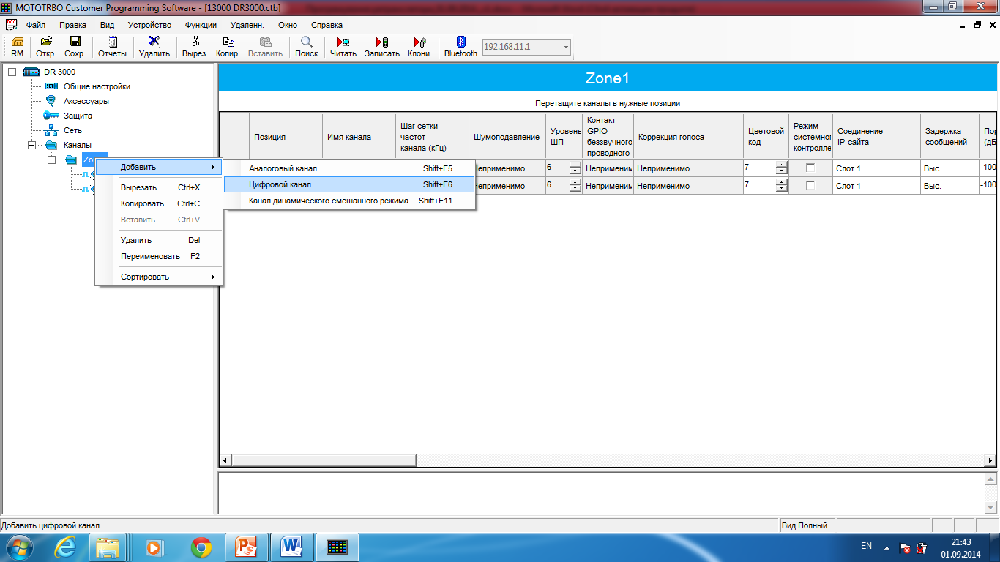 MOTOTRBO Customer Programming Software - [13000 DR3000.ctb]
Файл Правка Вид Устройство Функции Удаленн. Окно Справка
RM Откр. Сохр. Отчеты Удалить Вырез. Копир. Вставить Поиск Читать Записать Клони. Bluetooth 192.168.11.1
DR 3000
Общие настройки
Аксессуары
Защита
Сеть
Каналы
Добавить
Вырезать Ctrl+X
Копировать Ctrl+C
Вставить Ctrl+V
Удалить Del
Переименовать F2
Сортировать
Аналоговый канал Shift+F5
Цифровой канал Shift+F6
Канал динамического смешанного режима Shift+F11
Zone1
Перетащите каналы в нужные позиции
Позиция
Имя канала
Шаг сетки
частот
канала (кГц)
Шумоподавление
Уровень
ШП
Контакт
GPIO
беззвучного
проводного
Коррекция голоса
Цветовой
код
Режим
системног
контролле
Соединение
IP-сайта
Задержка
сообщений
Пор
(дБ
Неприменимо 6 Неприменим Неприменимо 7 Слот 1 Выс. -100
Неприменимо 6 Неприменим Неприменимо 7 Слот 1 Выс. -100
Добавить цифровой канал
Вид Полный
EN
21:43
01.09.2014